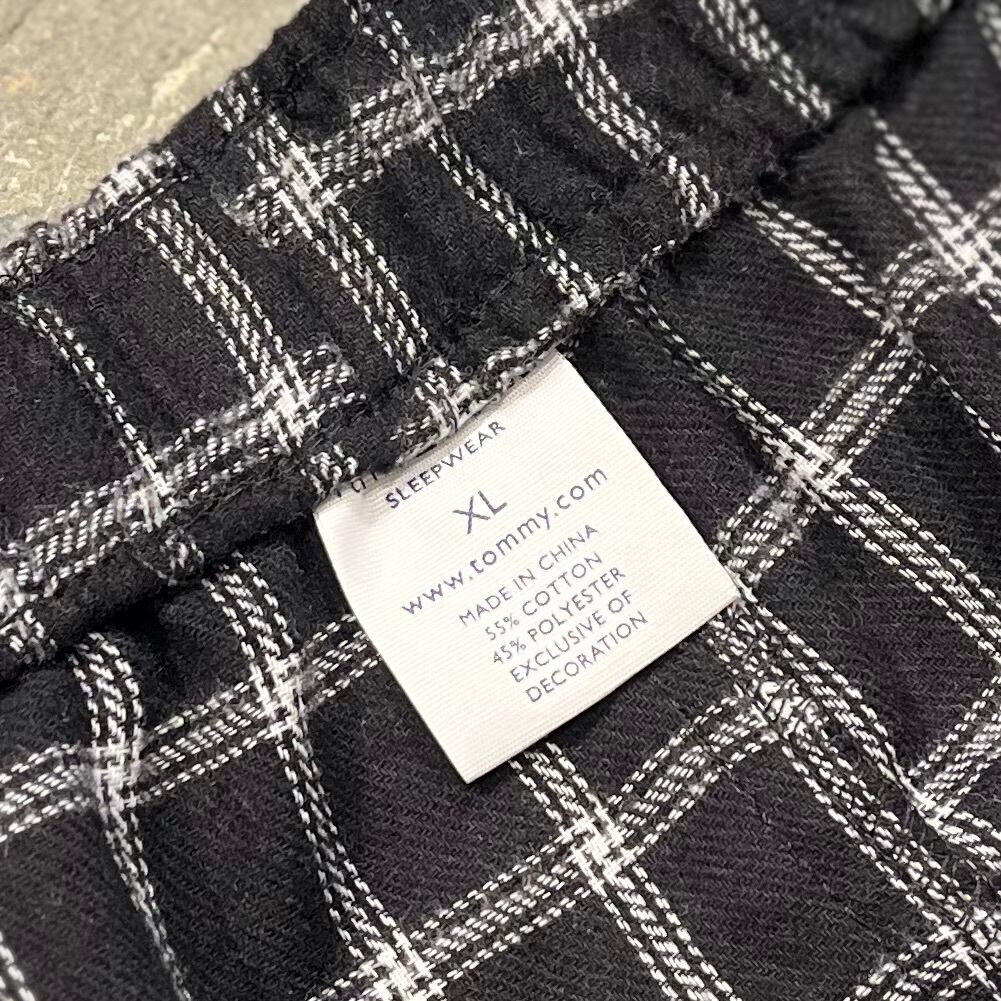 SLEEPWEAR
XL
www.tommy.com
MADE IN CHINA
55% COTTON
45% POLYESTER
EXCLUSIVE OF
DECORATION